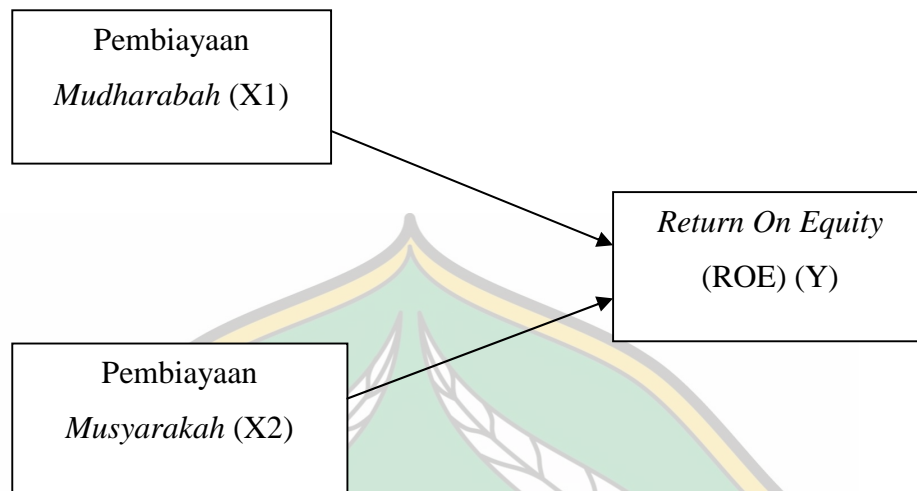 Pembiayaan
Mudharabah (X1)
Return On Equity
(ROE) (Y)
Pembiayaan
Musyarakah (X2)